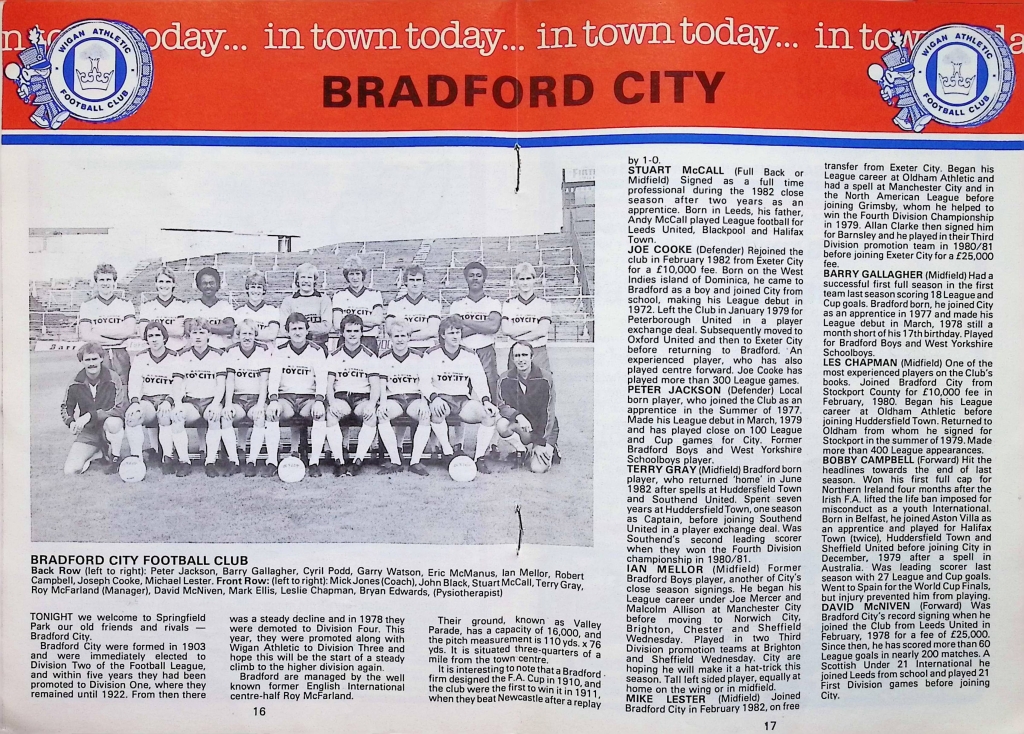 in town today... in town today... in town today... in to
WIGAN ATHLETIC
FOOTBALL CLUB
WIGAN ATHLETIC
FOOTBALL CLUB
BRADFORD CITY
BRADFORD CITY FOOTBALL CLUB
Back Row (left to right): Peter Jackson, Barry Gallagher, Cyril Podd, Garry Watson, Eric McManus, Ian Mellor, Robert
Campbell, Joseph Cooke, Michael Lester. Front Row: (left to right): Mick Jones (Coach), John Black, Stuart McCall, Terry Gray,
Roy McFarland (Manager), David McNiven, Mark Ellis, Leslie Chapman, Bryan Edwards, (Pysiotherapist)
TONIGHT we welcome to Springfield
Park our old friends and rivals —
Bradford City.
Bradford City were formed in 1903
and were immediately elected to
Division Two of the Football League,
and within five years they had been
promoted to Division One, where they
remained until 1922. From then there
was a steady decline and in 1978 they
were demoted to Division Four. This
year, they were promoted along with
Wigan Athletic to Division Three and
hope this will be the start of a steady
climb to the higher division again.
Bradford are managed by the well
known former English International
centre-half Roy McFarland.
Their ground, known as Valley
Parade, has a capacity of 16,000, and
the pitch measurement is 110 yds. x 76
yds. It is situated three-quarters of a
mile from the town centre.
It is interesting to note that a Bradford
firm designed the F.A. Cup in 1910, and
the club were the first to win it in 1911,
when they beat Newcastle after a replay
16
by 1-0.
STUART McCALL (Full Back or
Midfield) Signed as a full time
professional during the 1982 close
season after two years as an
apprentice. Born in Leeds, his father,
Andy McCall played League football for
Leeds United, Blackpool and Halifax
Town.
JOE COOKE (Defender) Rejoined the
club in February 1982 from Exeter City
for a £10,000 fee. Born on the West
Indies island of Dominica, he came to
Bradford as a boy and joined City from
school, making his League debut in
1972. Left the Club in January 1979 for
Peterborough United in a player
exchange deal. Subsequently moved to
Oxford United and then to Exeter City
before returning to Bradford. An
experienced player, who has also
played centre forward. Joe Cooke has
played more than 300 League games.
PETER JACKSON (Defender) Local
born player, who joined the Club as an
apprentice in the Summer of 1977.
Made his League debut in March, 1979
and has played close on 100 League
and Cup games for City. Former
Bradford Boys and West Yorkshire
Schoolboys player.
TERRY GRAY (Midfield) Bradford born
player, who returned 'home' in June
1982 after spells at Huddersfield Town
and Southend United. Spent seven
years at Huddersfield Town, one season
as Captain, before joining Southend
United in a player exchange deal. Was
Southend's second leading scorer
when they won the Fourth Division
championship in 1980/81.
IAN MELLOR (Midfield) Former
Bradford Boys player, another of City's
close season signings. He began his
League career under Joe Mercer and
Malcolm Allison at Manchester City
before moving to Norwich City,
Brighton, Chester and Sheffield
Wednesday. Played in two Third
Division promotion teams at Brighton
and Sheffield Wednesday. City are
hoping he will make it a hat-trick this
season. Tall left sided player, equally at
home on the wing or in midfield.
MIKE LESTER (Midfield) Joined
Bradford City in February 1982, on free
transfer from Exeter City. Began his
League career at Oldham Athletic and
had a spell at Manchester City and in
the North American League before
joining Grimsby, whom he helped to
win the Fourth Division Championship
in 1979. Allan Clarke then signed him
for Barnsley and he played in their Third
Division promotion team in 1980/81
before joining Exeter City for a £25,000
fee.
BARRY GALLAGHER (Midfield) Had a
successful first full season in the first
team last season scoring 18 League and
Cup goals. Bradford born, he joined City
as an apprentice in 1977 and made his
League debut in March, 1978 still a
month short of his 17th birthday. Played
for Bradford Boys and West Yorkshire
Schoolboys.
LES CHAPMAN (Midfield) One of the
most experienced players on the Club's
books. Joined Bradford City from
Stockport County for £10,000 fee in
February, 1980. Began his League
career at Oldham Athletic before
joining Huddersfield Town. Returned to
Oldham from where he signed for
Stockport in the summer of 1979. Made
more than 400 League appearances.
BOBBY CAMPBELL (Forward) Hit the
headlines towards the end of last
season. Won his first full cap for
Northern Ireland four months after the
Irish F.A. lifted the life ban imposed for
misconduct as a youth International.
Born in Belfast, he joined Aston Villa as
an apprentice and played for Halifax
Town (twice), Huddersfield Town and
Sheffield United before joining City in
December, 1979 after a spell in
Australia. Was leading scorer last
season with 27 League and Cup goals.
Went to Spain for the World Cup Finals,
but injury prevented him from playing.
DAVID McNIVEN (Forward) Was
Bradford City's record signing when he
joined the Club from Leeds United in
February, 1978 for a fee of £25,000.
Since then, he has scored more than 60
League goals in nearly 200 matches. A
Scottish Under 21 International he
joined Leeds from school and played 21
First Division games before joining
City.
17